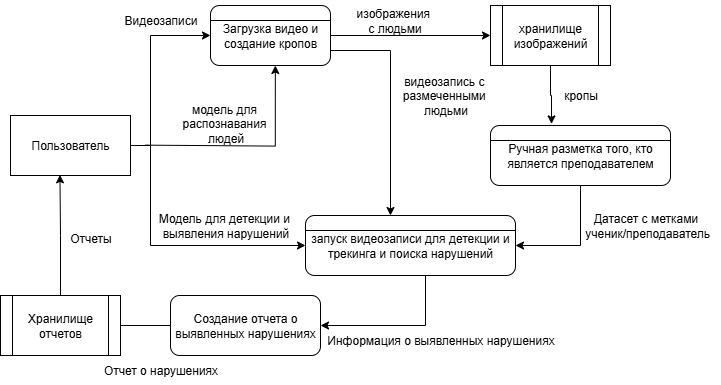 Видеозаписи
Загрузка видео и
создание кропов
изображения
с людьми
хранилище
изображений
видеозапись с
размеченными
людьми
кропы
модель для
распознавания
людей
Пользователь
Ручная разметка того, кто
является преподавателем
Модель для детекции и
выявления нарушений
запуск видеозаписи для детекции и
трекинга и поиска нарушений
Датасет с метками
ученик/преподаватель
Отчеты
Хранилище
отчетов
Создание отчета о
выявленных нарушениях
Информация о выявленных нарушениях
Отчет о нарушениях